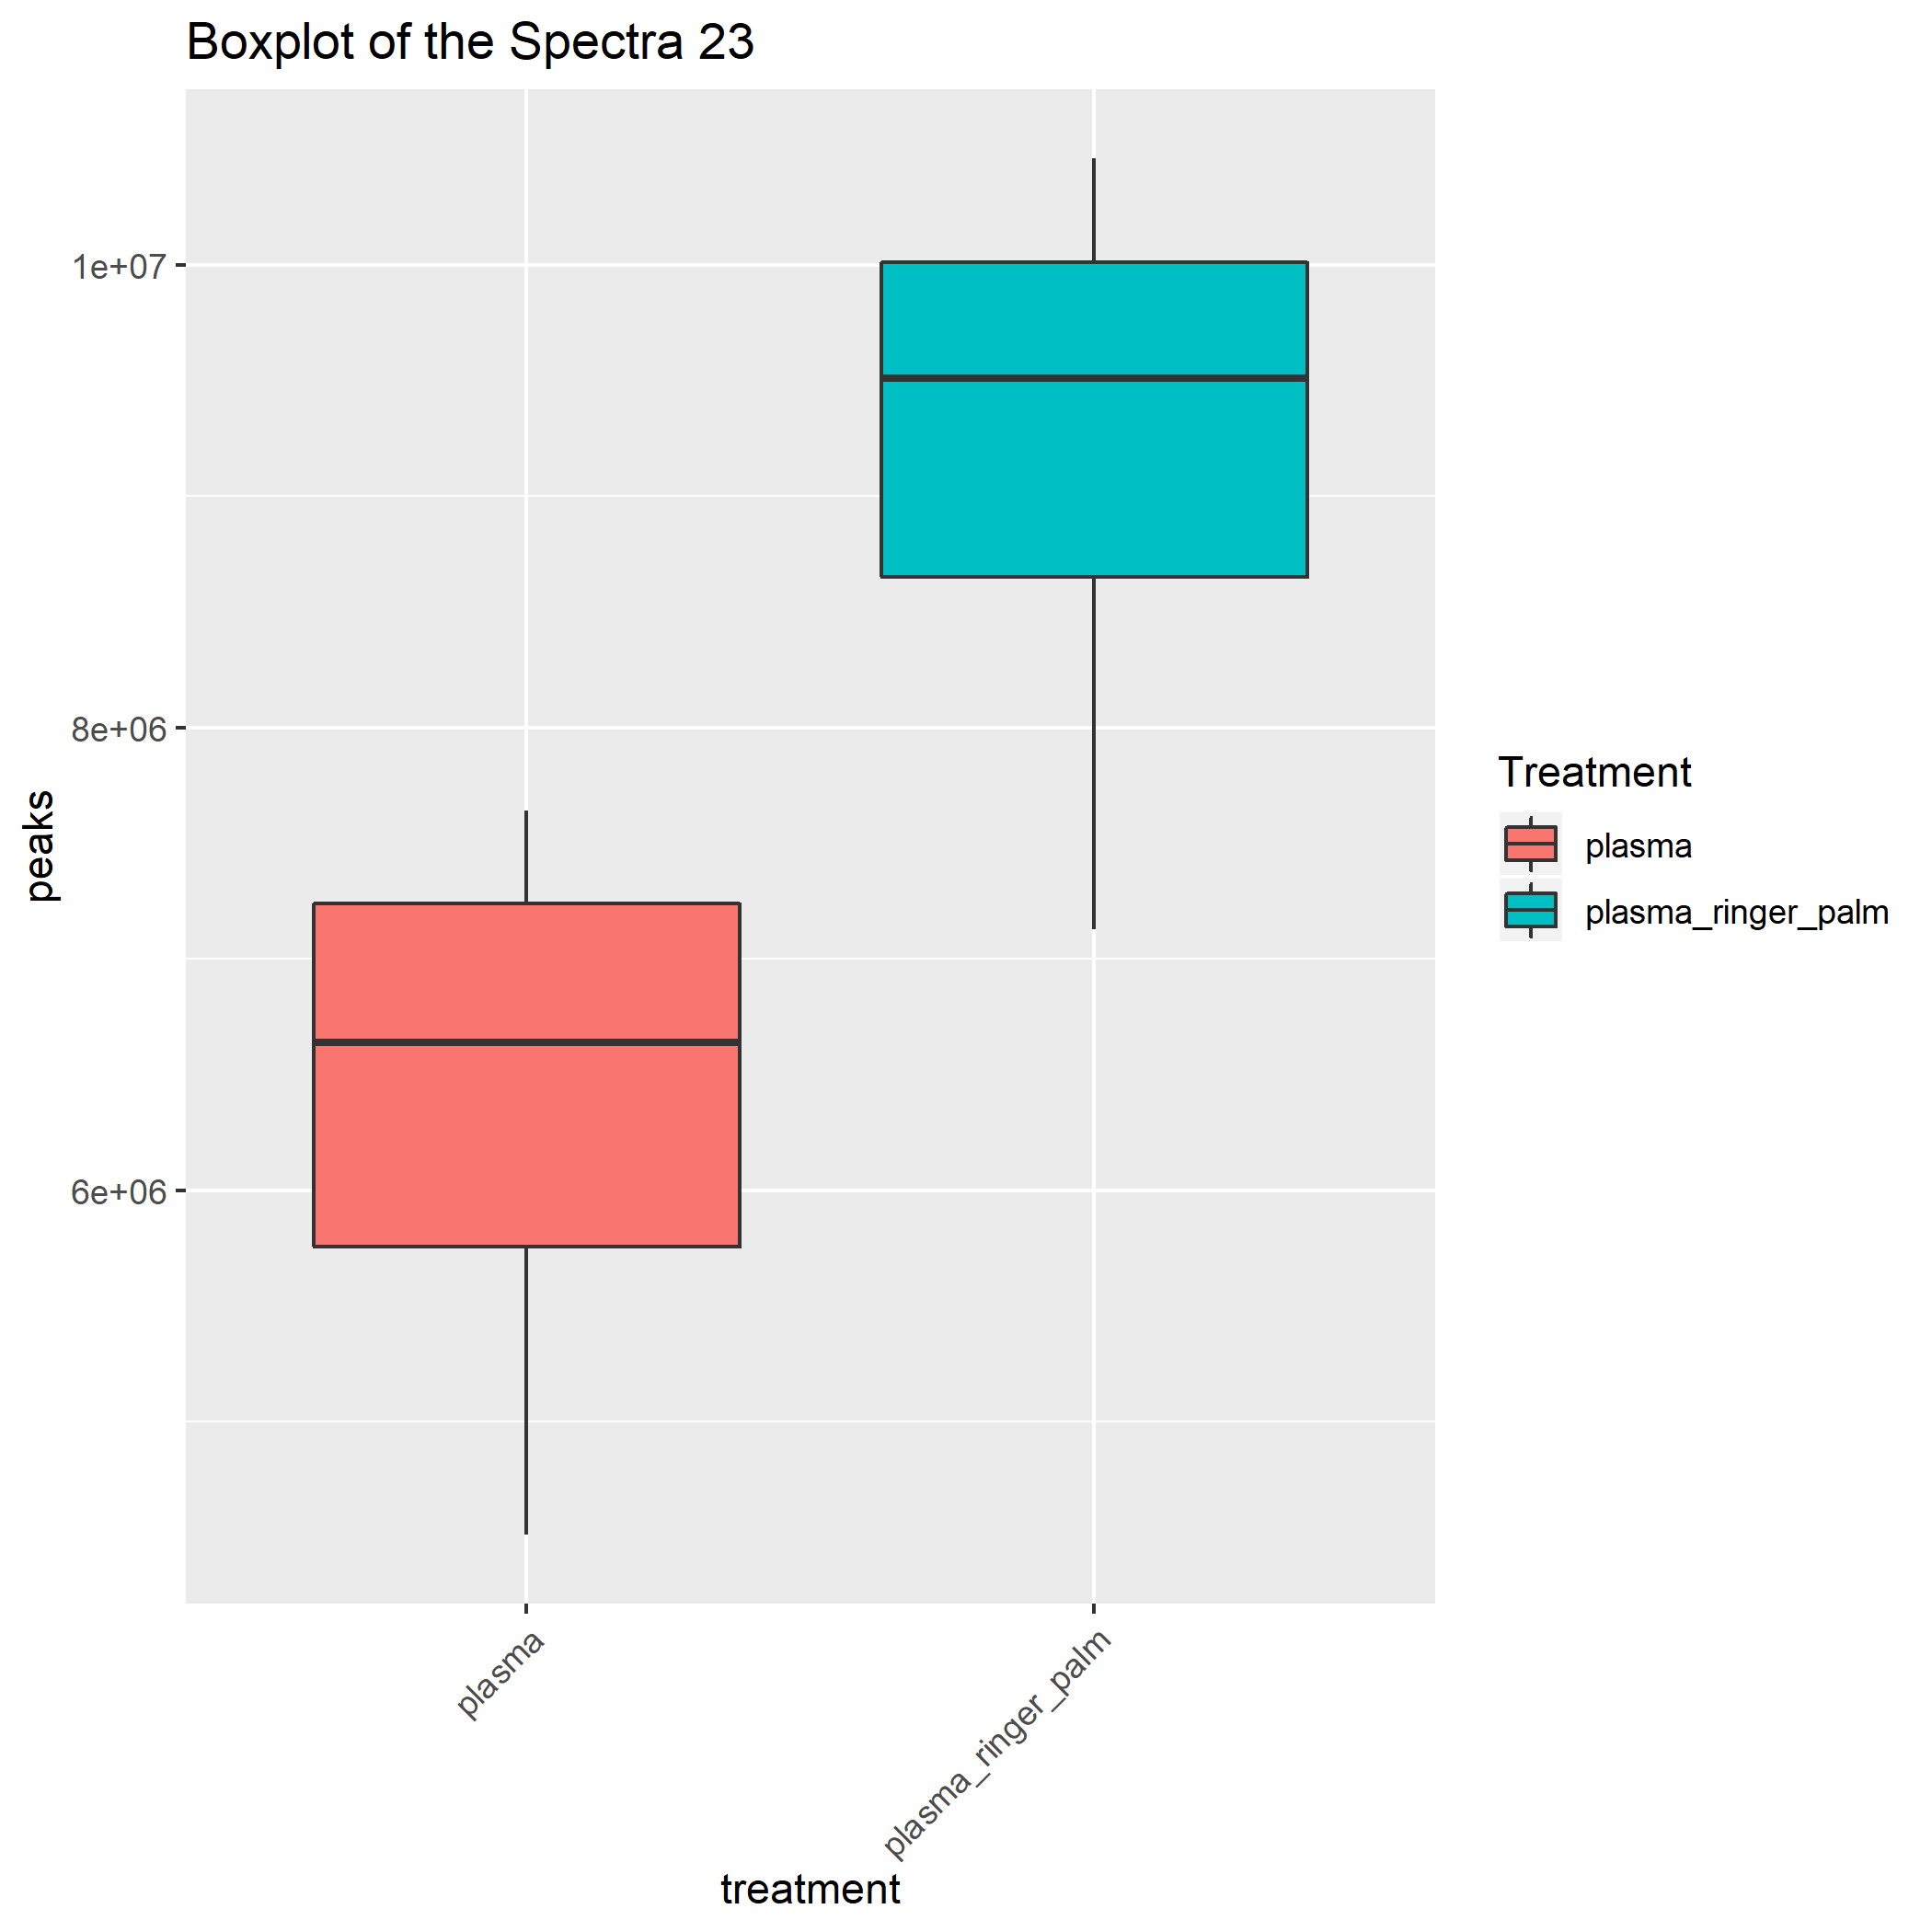 Boxplot of the Spectra 23
1e+07
8e+06
6e+06
peaks
plasma
plasma_ringer_palm
treatment
Treatment
plasma
plasma_ringer_palm